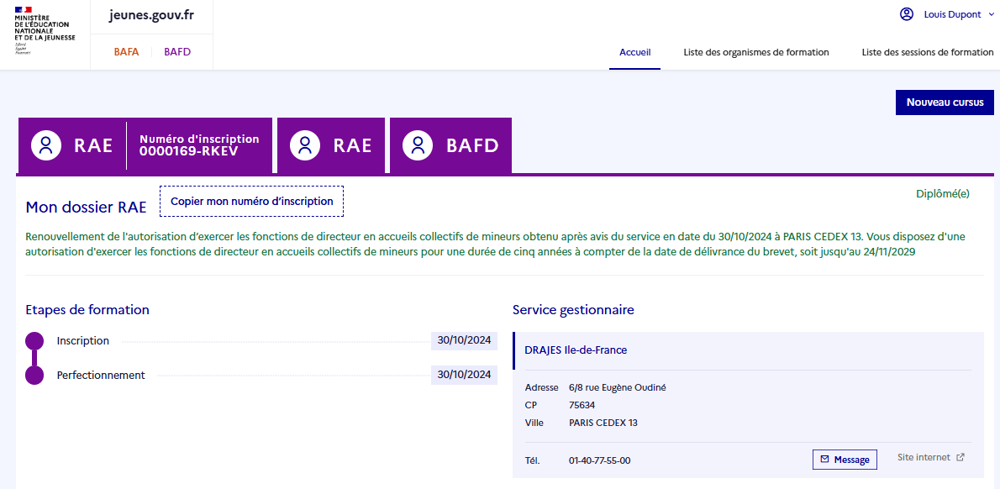 MINISTÈRE
DE L'ÉDUCATION
NATIONALE
ET DE LA JEUNESSE
Liberté
Égalité
Fraternité
jeunes.gouv.fr
BAFA BAFD
Louis Dupont
Accueil Liste des organismes de formation Liste des sessions de formation
Nouveau cursus
RAE Numéro d'inscription
0000169-RKEV
RAE
BAFD
Mon dossier RAE Copier mon numéro d’inscription
Diplômé(e)
Renouvellement de l'autorisation d’exercer les fonctions de directeur en accueils collectifs de mineurs obtenu après avis du service en date du 30/10/2024 à PARIS CEDEX 13. Vous disposez d'une
autorisation d'exercer les fonctions de directeur en accueils collectifs de mineurs pour une durée de cinq années à compter de la date de délivrance du brevet, soit jusqu'au 24/11/2029
Etapes de formation
Inscription 30/10/2024
Perfectionnement 30/10/2024
Service gestionnaire
DRAJES Ile-de-France
Adresse 6/8 rue Eugène Oudiné
CP 75634
Ville PARIS CEDEX 13
Tél. 01-40-77-55-00 Message Site internet